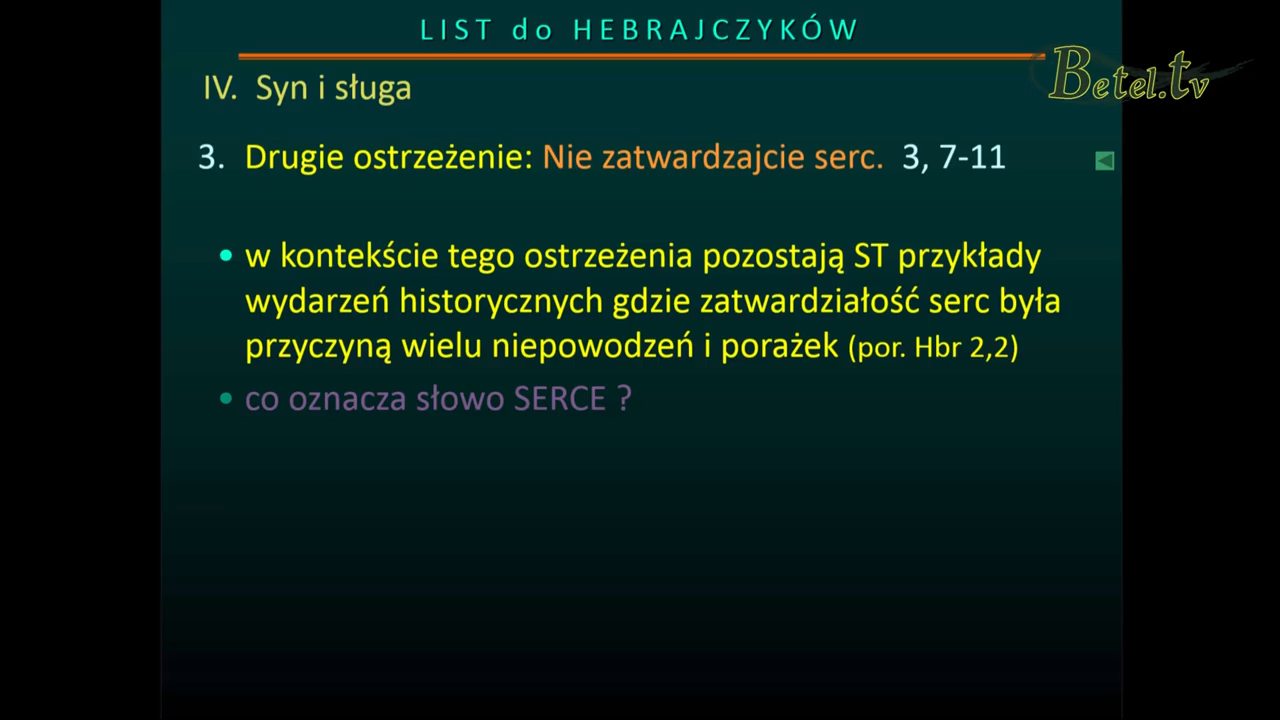 LIST do HEBRAJCZYKÓW
Betel.tv
IV. Syn i sługa
3. Drugie ostrzeżenie: Nie zatwardzajcie serc. 3, 7-11
• w kontekście tego ostrzeżenia pozostają ST przykłady
wydarzeń historycznych gdzie zatwardziałość serc była
przyczyną wielu niepowodzeń i porażek (por. Hbr 2,2)
• co oznacza słowo SERCE ?